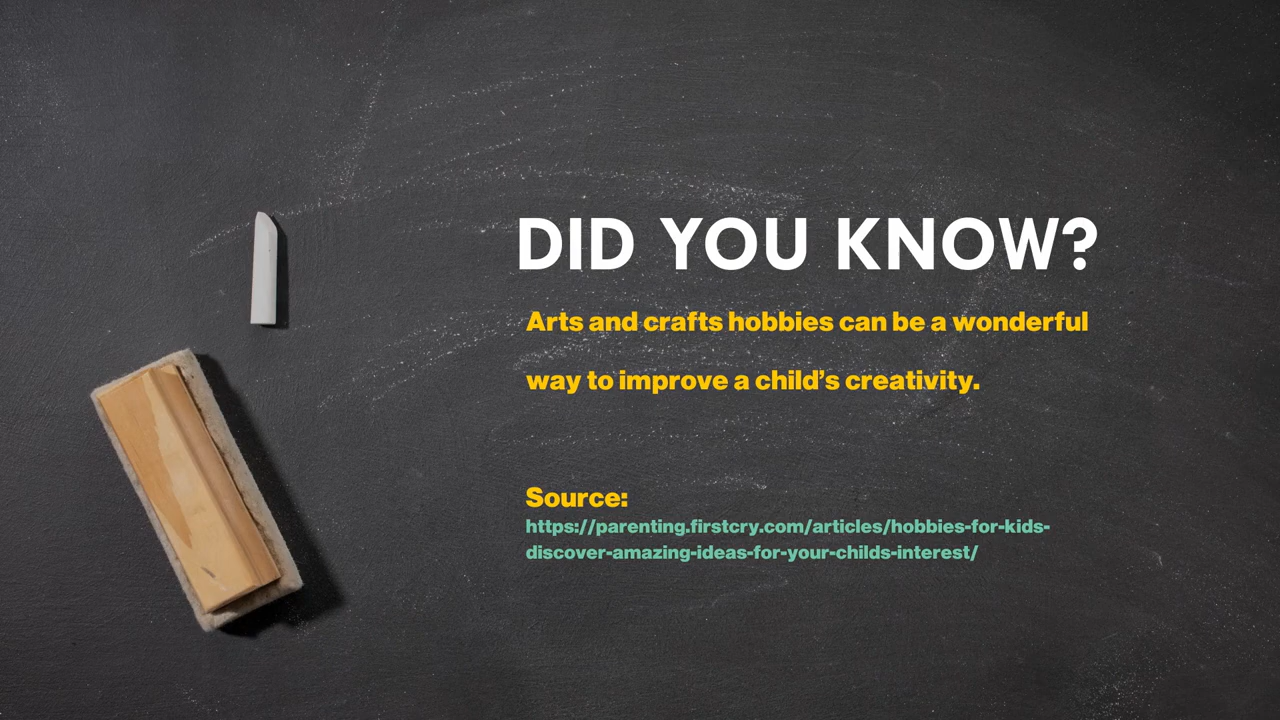 DID YOU KNOW?
Arts and crafts hobbies can be a wonderful
way to improve a child’s creativity.
Source:
https://parenting.firstcry.com/articles/hobbies-for-kids-
discover-amazing-ideas-for-your-childs-interest/